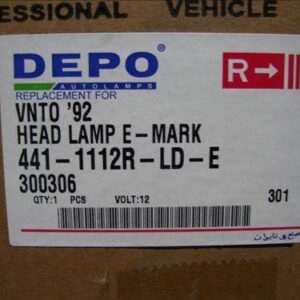 ESSIONAL VEHICLE
DEPO®
AUTOLAMPS
REPLACEMENT FOR
R→
VNTO '92
HEAD LAMP E-MARK
441-1112R-LD-E
300306
QTY:1 PCS VOLT:12
301